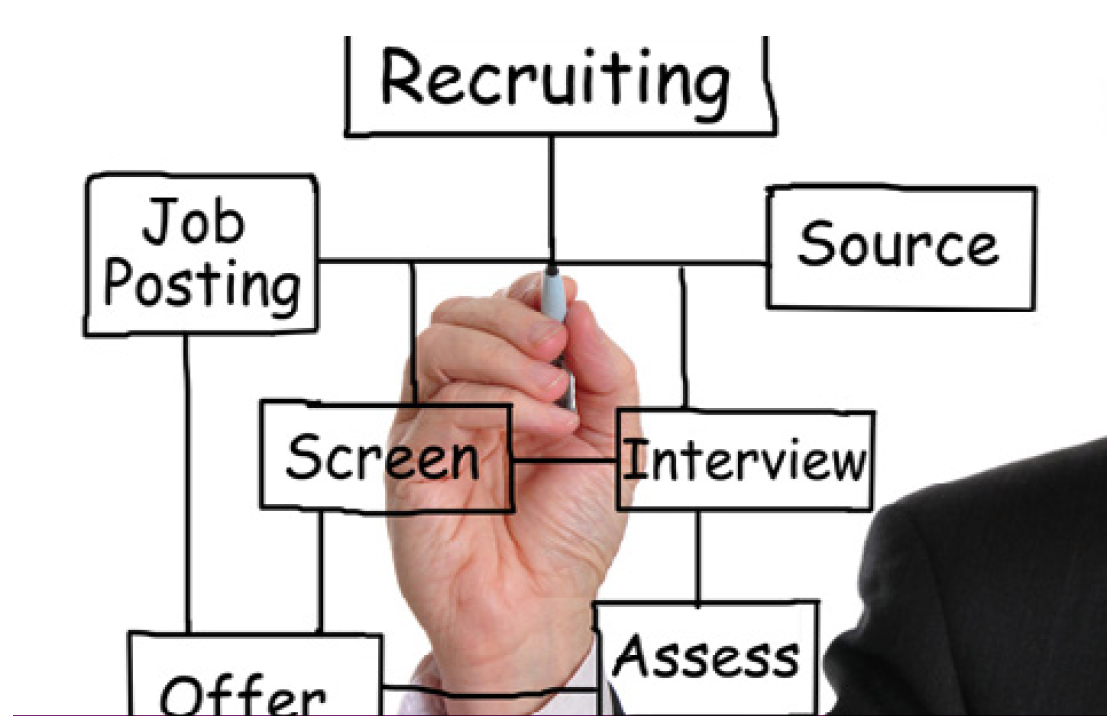 Recruiting
Job
Posting
Source
Screen
Interview
Assess
Offer